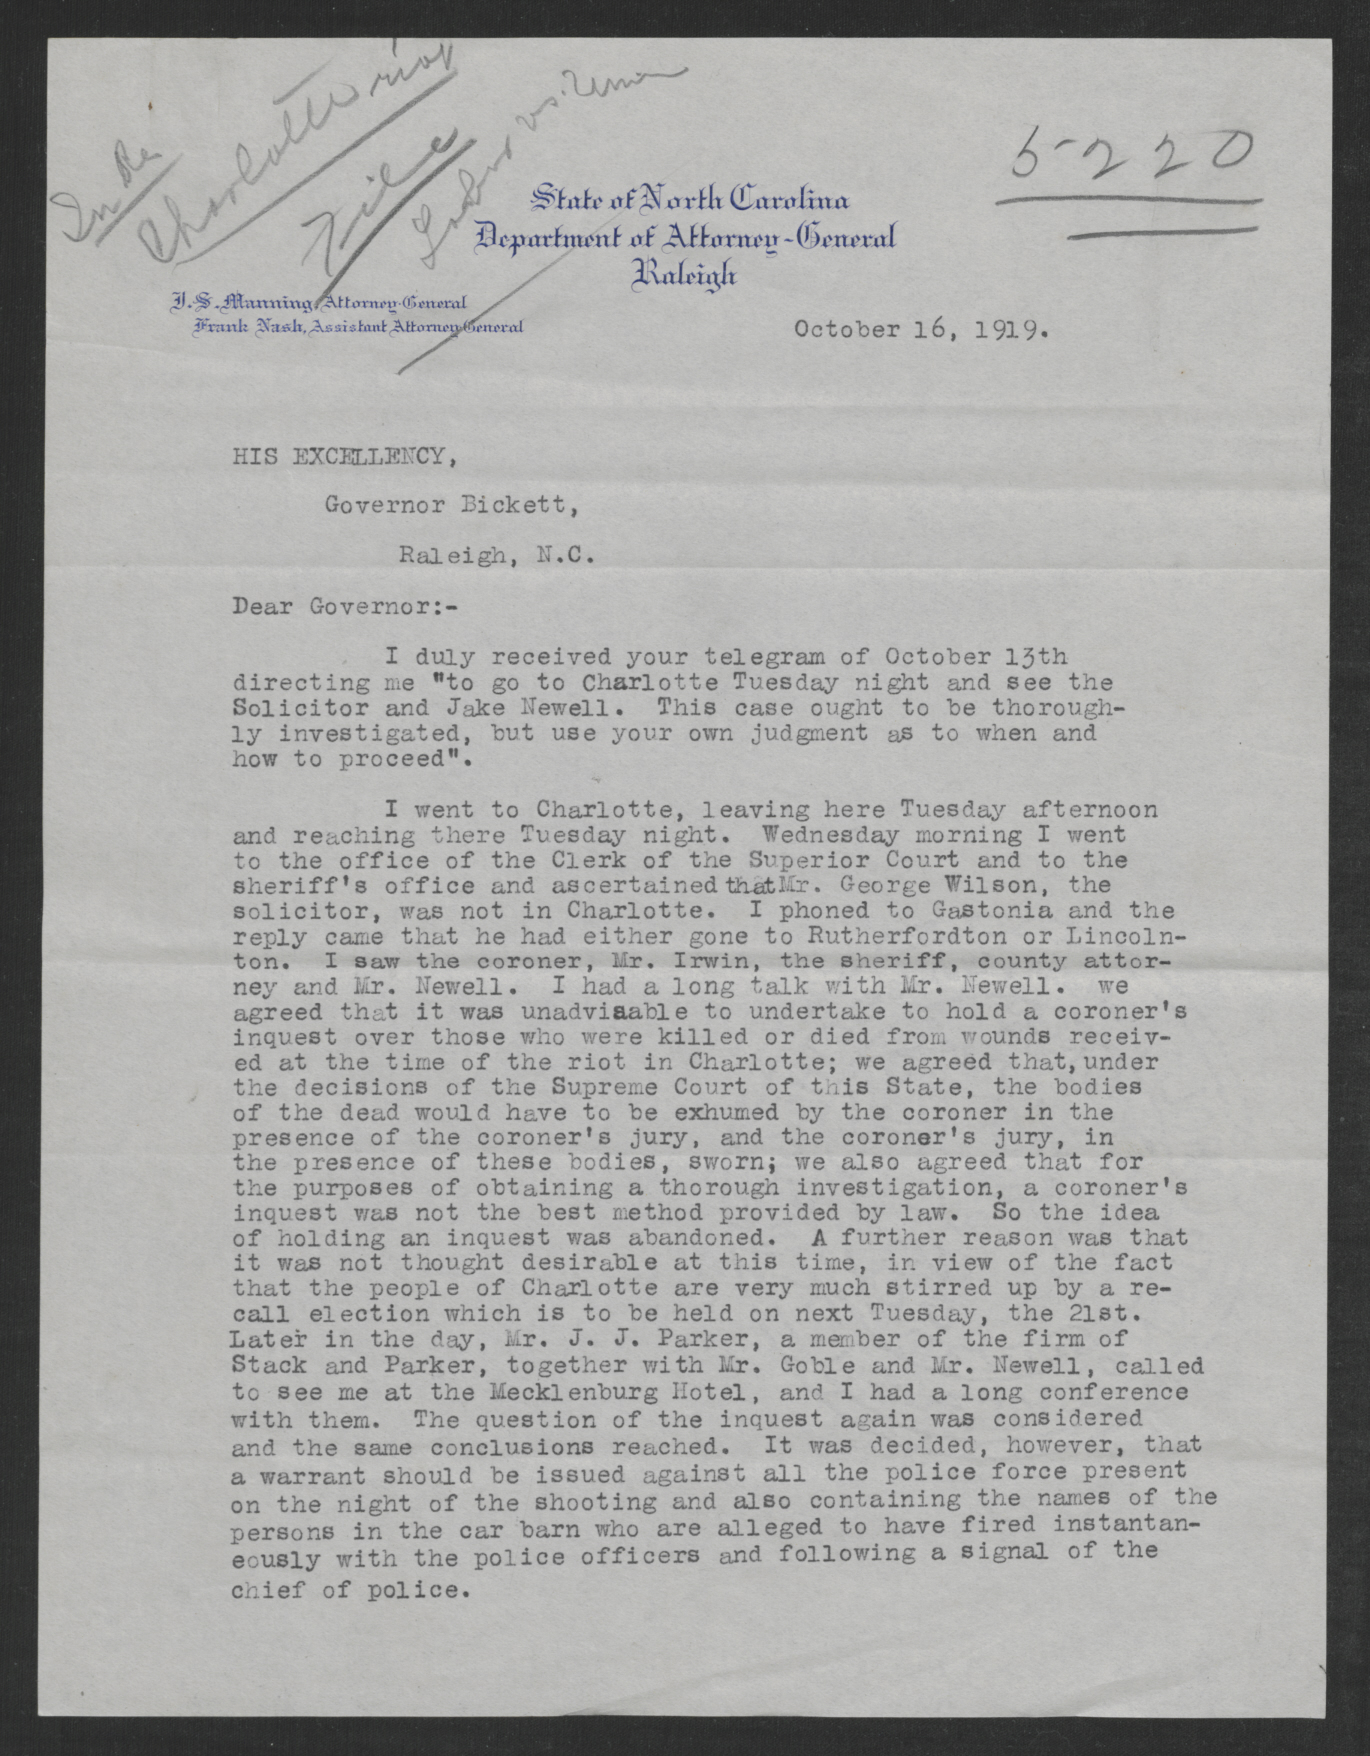 In Re
Charlotte riot
File
5220
State of North Carolina
Department of Attorney-General
Raleigh
J. S. Manning, Attorney-General
Frank Nash, Assistant Attorney General
October 16, 1919.
HIS EXCELLENCY,
Governor Bickett,
Raleigh, N.C.
Dear Governor:-
I duly received your telegram of October 13th
directing me "to go to Charlotte Tuesday night and see the
Solicitor and Jake Newell. This case ought to be thorough-
ly investigated, but use your own judgment as to when and
how to proceed".
I went to Charlotte, leaving here Tuesday afternoon
and reaching there Tuesday night. Wednesday morning I went
to the office of the Clerk of the Superior Court and to the
sheriff's office and ascertained that Mr. George Wilson, the
solicitor, was not in Charlotte. I phoned to Gastonia and the
reply came that he had either gone to Rutherfordton or Lincoln-
ton. I saw the coroner, Mr. Irwin, the sheriff, county attor-
ney and Mr. Newell. I had a long talk with Mr. Newell. we
agreed that it was unadvisable to undertake to hold a coroner's
inquest over those who were killed or died from wounds receiv-
ed at the time of the riot in Charlotte; we agreed that, under
the decisions of the Supreme Court of this State, the bodies
of the dead would have to be exhumed by the coroner in the
presence of the coroner's jury, and the coroner's jury, in
the presence of these bodies, sworn; we also agreed that for
the purposes of obtaining a thorough investigation, a coroner's
inquest was not the best method provided by law. So the idea
of holding an inquest was abandoned. A further reason was that
it was not thought desirable at this time, in view of the fact
that the people of Charlotte are very much stirred up by a re-
call election which is to be held on next Tuesday, the 21st.
Later in the day, Mr. J. J. Parker, a member of the firm of
Stack and Parker, together with Mr. Goble and Mr. Newell, called
to see me at the Mecklenburg Hotel, and I had a long conference
with them. The question of the inquest again was considered
and the same conclusions reached. It was decided, however, that
a warrant should be issued against all the police force present
on the night of the shooting and also containing the names of the
persons in the car barn who are alleged to have fired instantan-
eously with the police officers and following a signal of the
chief of police.